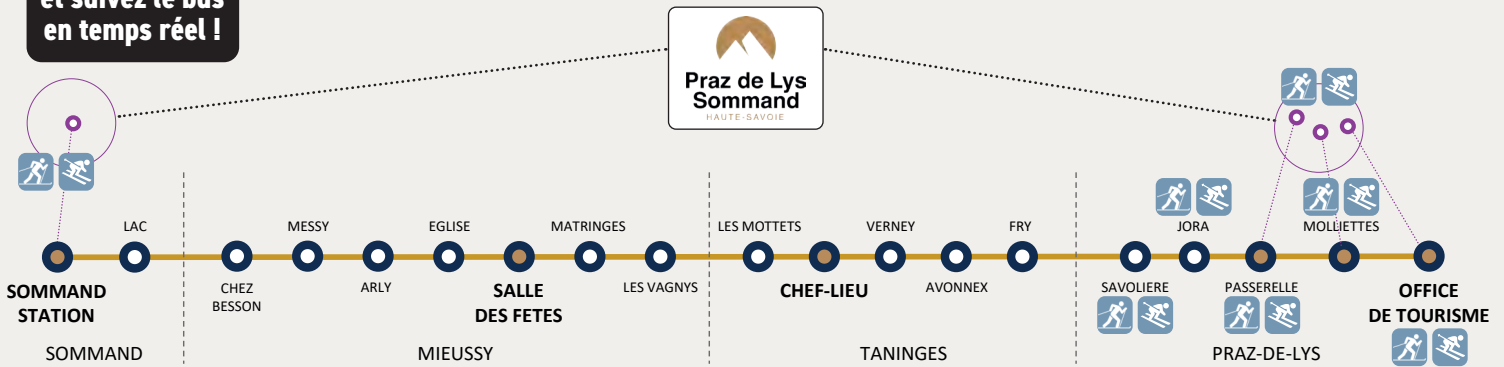 et suivez le bus
en temps réel !
Praz de Lys
Sommand
HAUTE-SAVOIE
LAC
MESSY
EGLISE
MATRINGES
LES MOTTETS
VERNEY
FRY
JORA
MOLLIETTES
SOMMAND
STATION
CHEZ
BESSON
ARLY
SALLE
DES FETES
LES VAGNYS
CHEF-LIEU
AVONNEX
SAVOLIERE
PASSERELLE
OFFICE
DE TOURISME
SOMMAND
MIEUSSY
TANINGES
PRAZ-DE-LYS